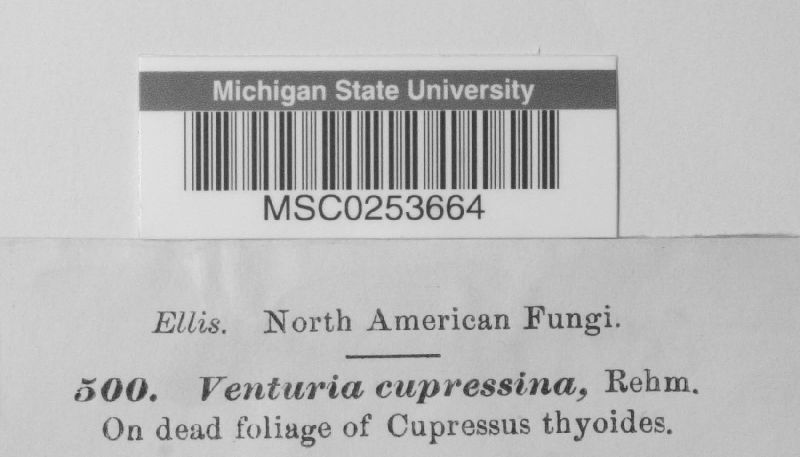 Michigan State University
MSC0253664
Ellis. North American Fungi.
500. Venturia cupressina, Rehm.
On dead foliage of Cupressus thyoides.